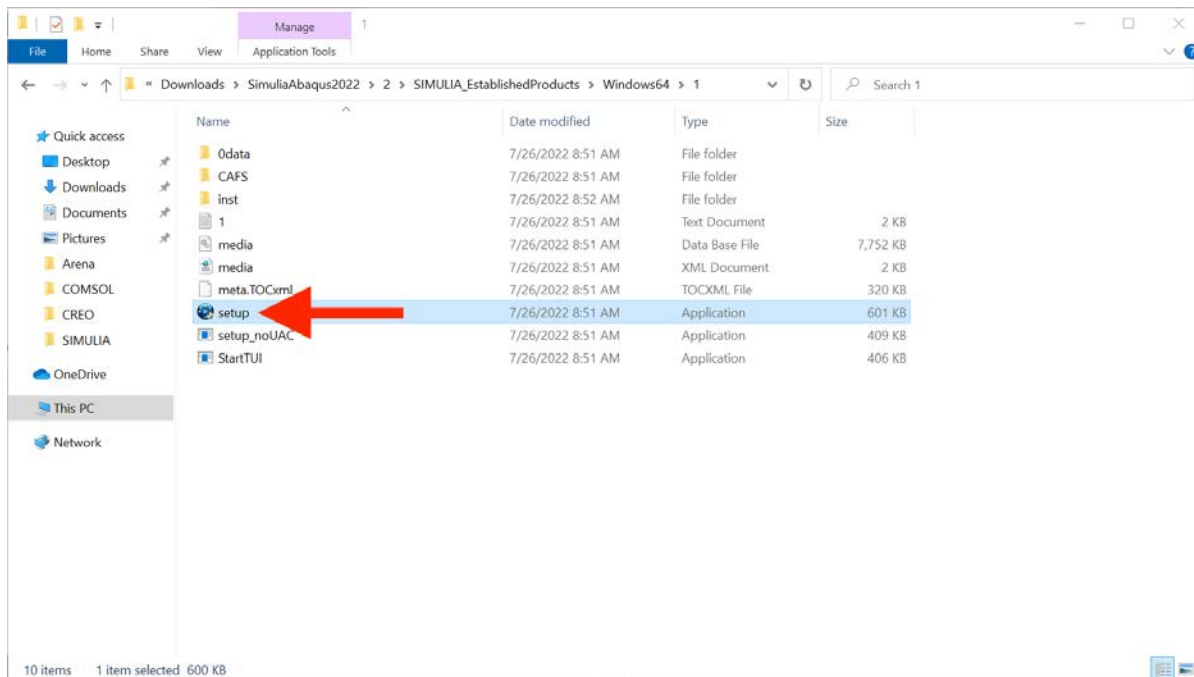 Manage 1
File Home Share View Application Tools
« Downloads > SimuliaAbaqus2022 > 2 > SIMULIA_EstablishedProducts > Windows64 > 1 Search 1
Name Date modified Type Size
Quick access
Desktop
Downloads
Documents
Pictures
Arena
COMSOL
CREO
SIMULIA
OneDrive
This PC
Network
0data 7/26/2022 8:51 AM File folder
CAFS 7/26/2022 8:51 AM File folder
inst 7/26/2022 8:52 AM File folder
1 7/26/2022 8:51 AM Text Document 2 KB
media 7/26/2022 8:51 AM Data Base File 7,752 KB
media 7/26/2022 8:51 AM XML Document 2 KB
meta.TOCxml 7/26/2022 8:51 AM TOCXML File 320 KB
setup 7/26/2022 8:51 AM Application 601 KB
setup_noUAC 7/26/2022 8:51 AM Application 409 KB
StartTUI 7/26/2022 8:51 AM Application 406 KB
10 items 1 item selected 600 KB